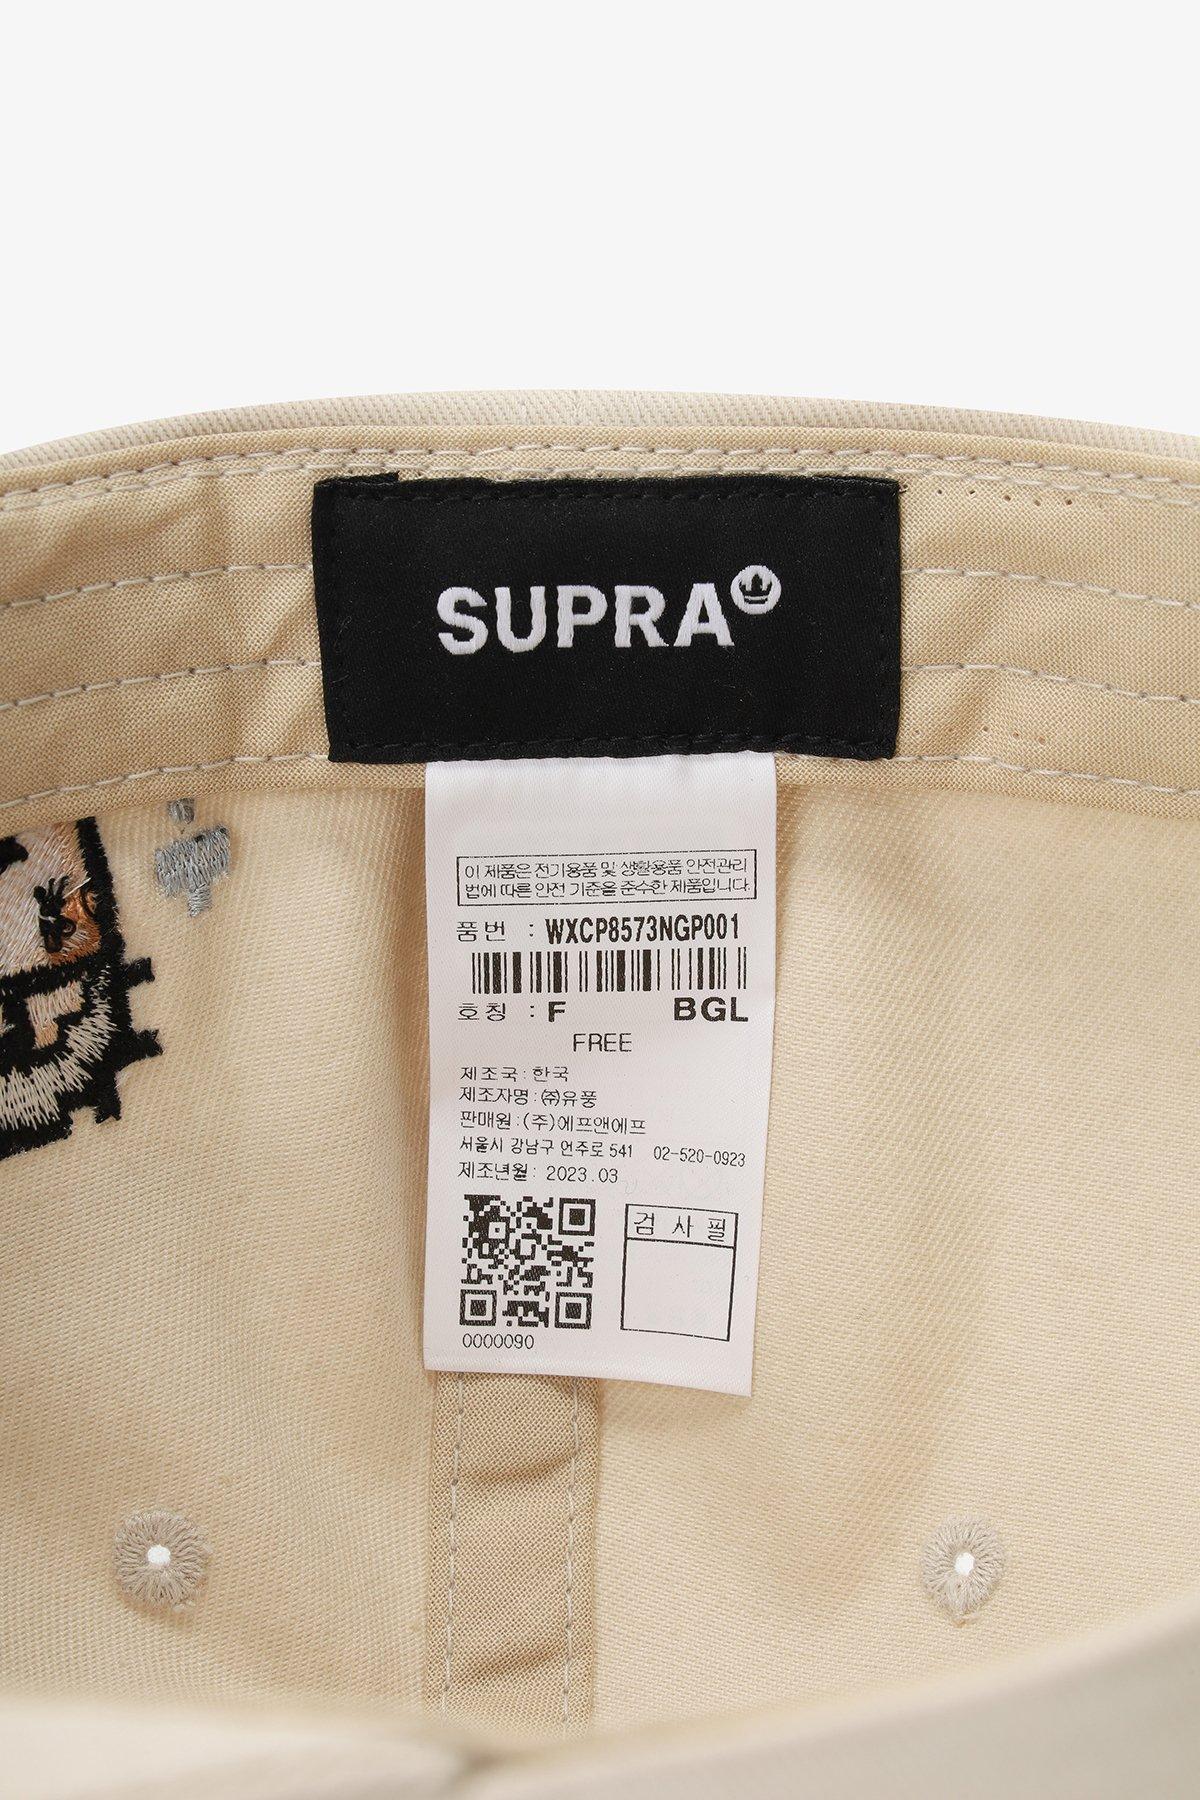 SUPRA
이 제품은 전기용품 및 생활용품 안전관리
법에 따른 안전 기준을 준수한 제품입니다.
품번 : WXCP8573NGP001
호칭 : F BGL
FREE
제조국 : 한국
제조자명 : ㈜유풍
판매원 : (주)에프앤에프
서울시 강남구 언주로 541 02-520-0923
제조년월 : 2023.03
검 사 필
0000090